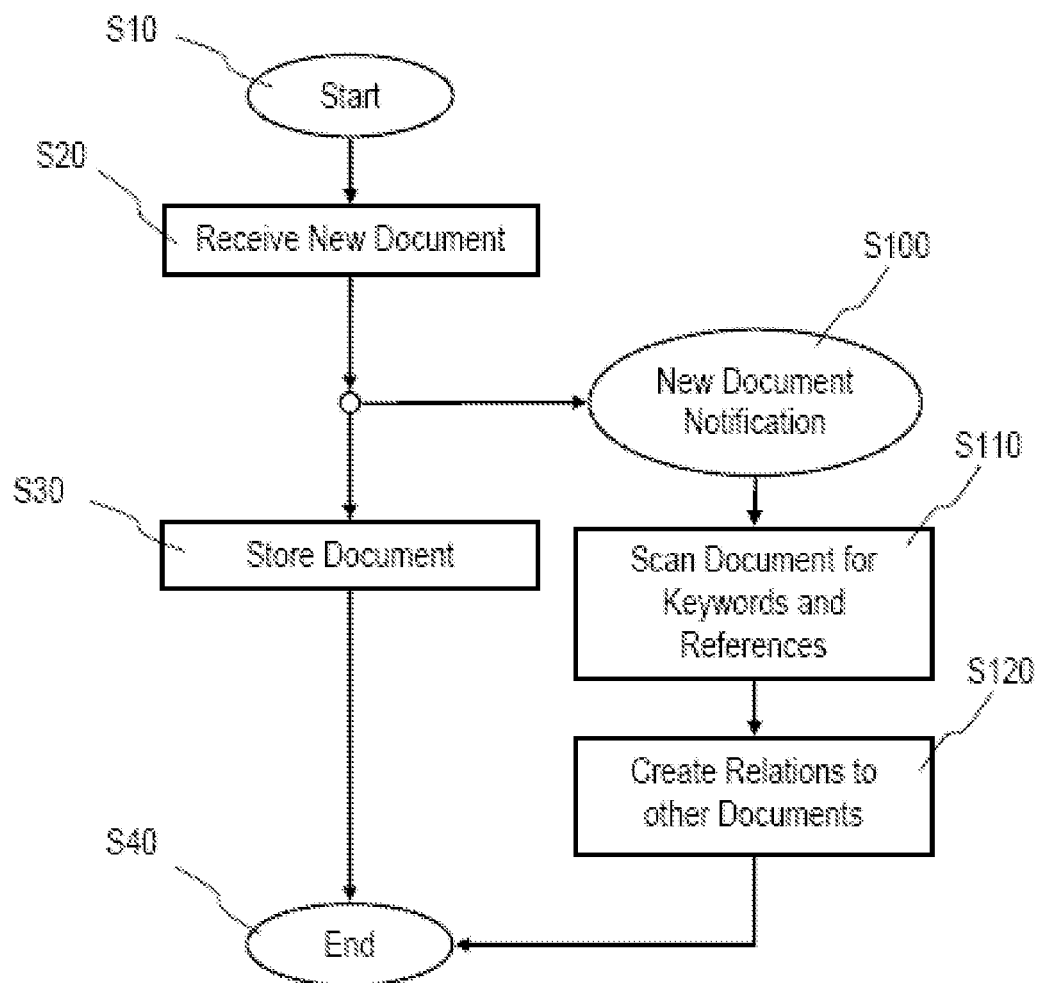 S10
Start
S20
Receive New Document
S100
New Document
Notification
S110
S30
Store Document
Scan Document for
Keywords and
References
S120
Create Relations to
other Documents
S40
End